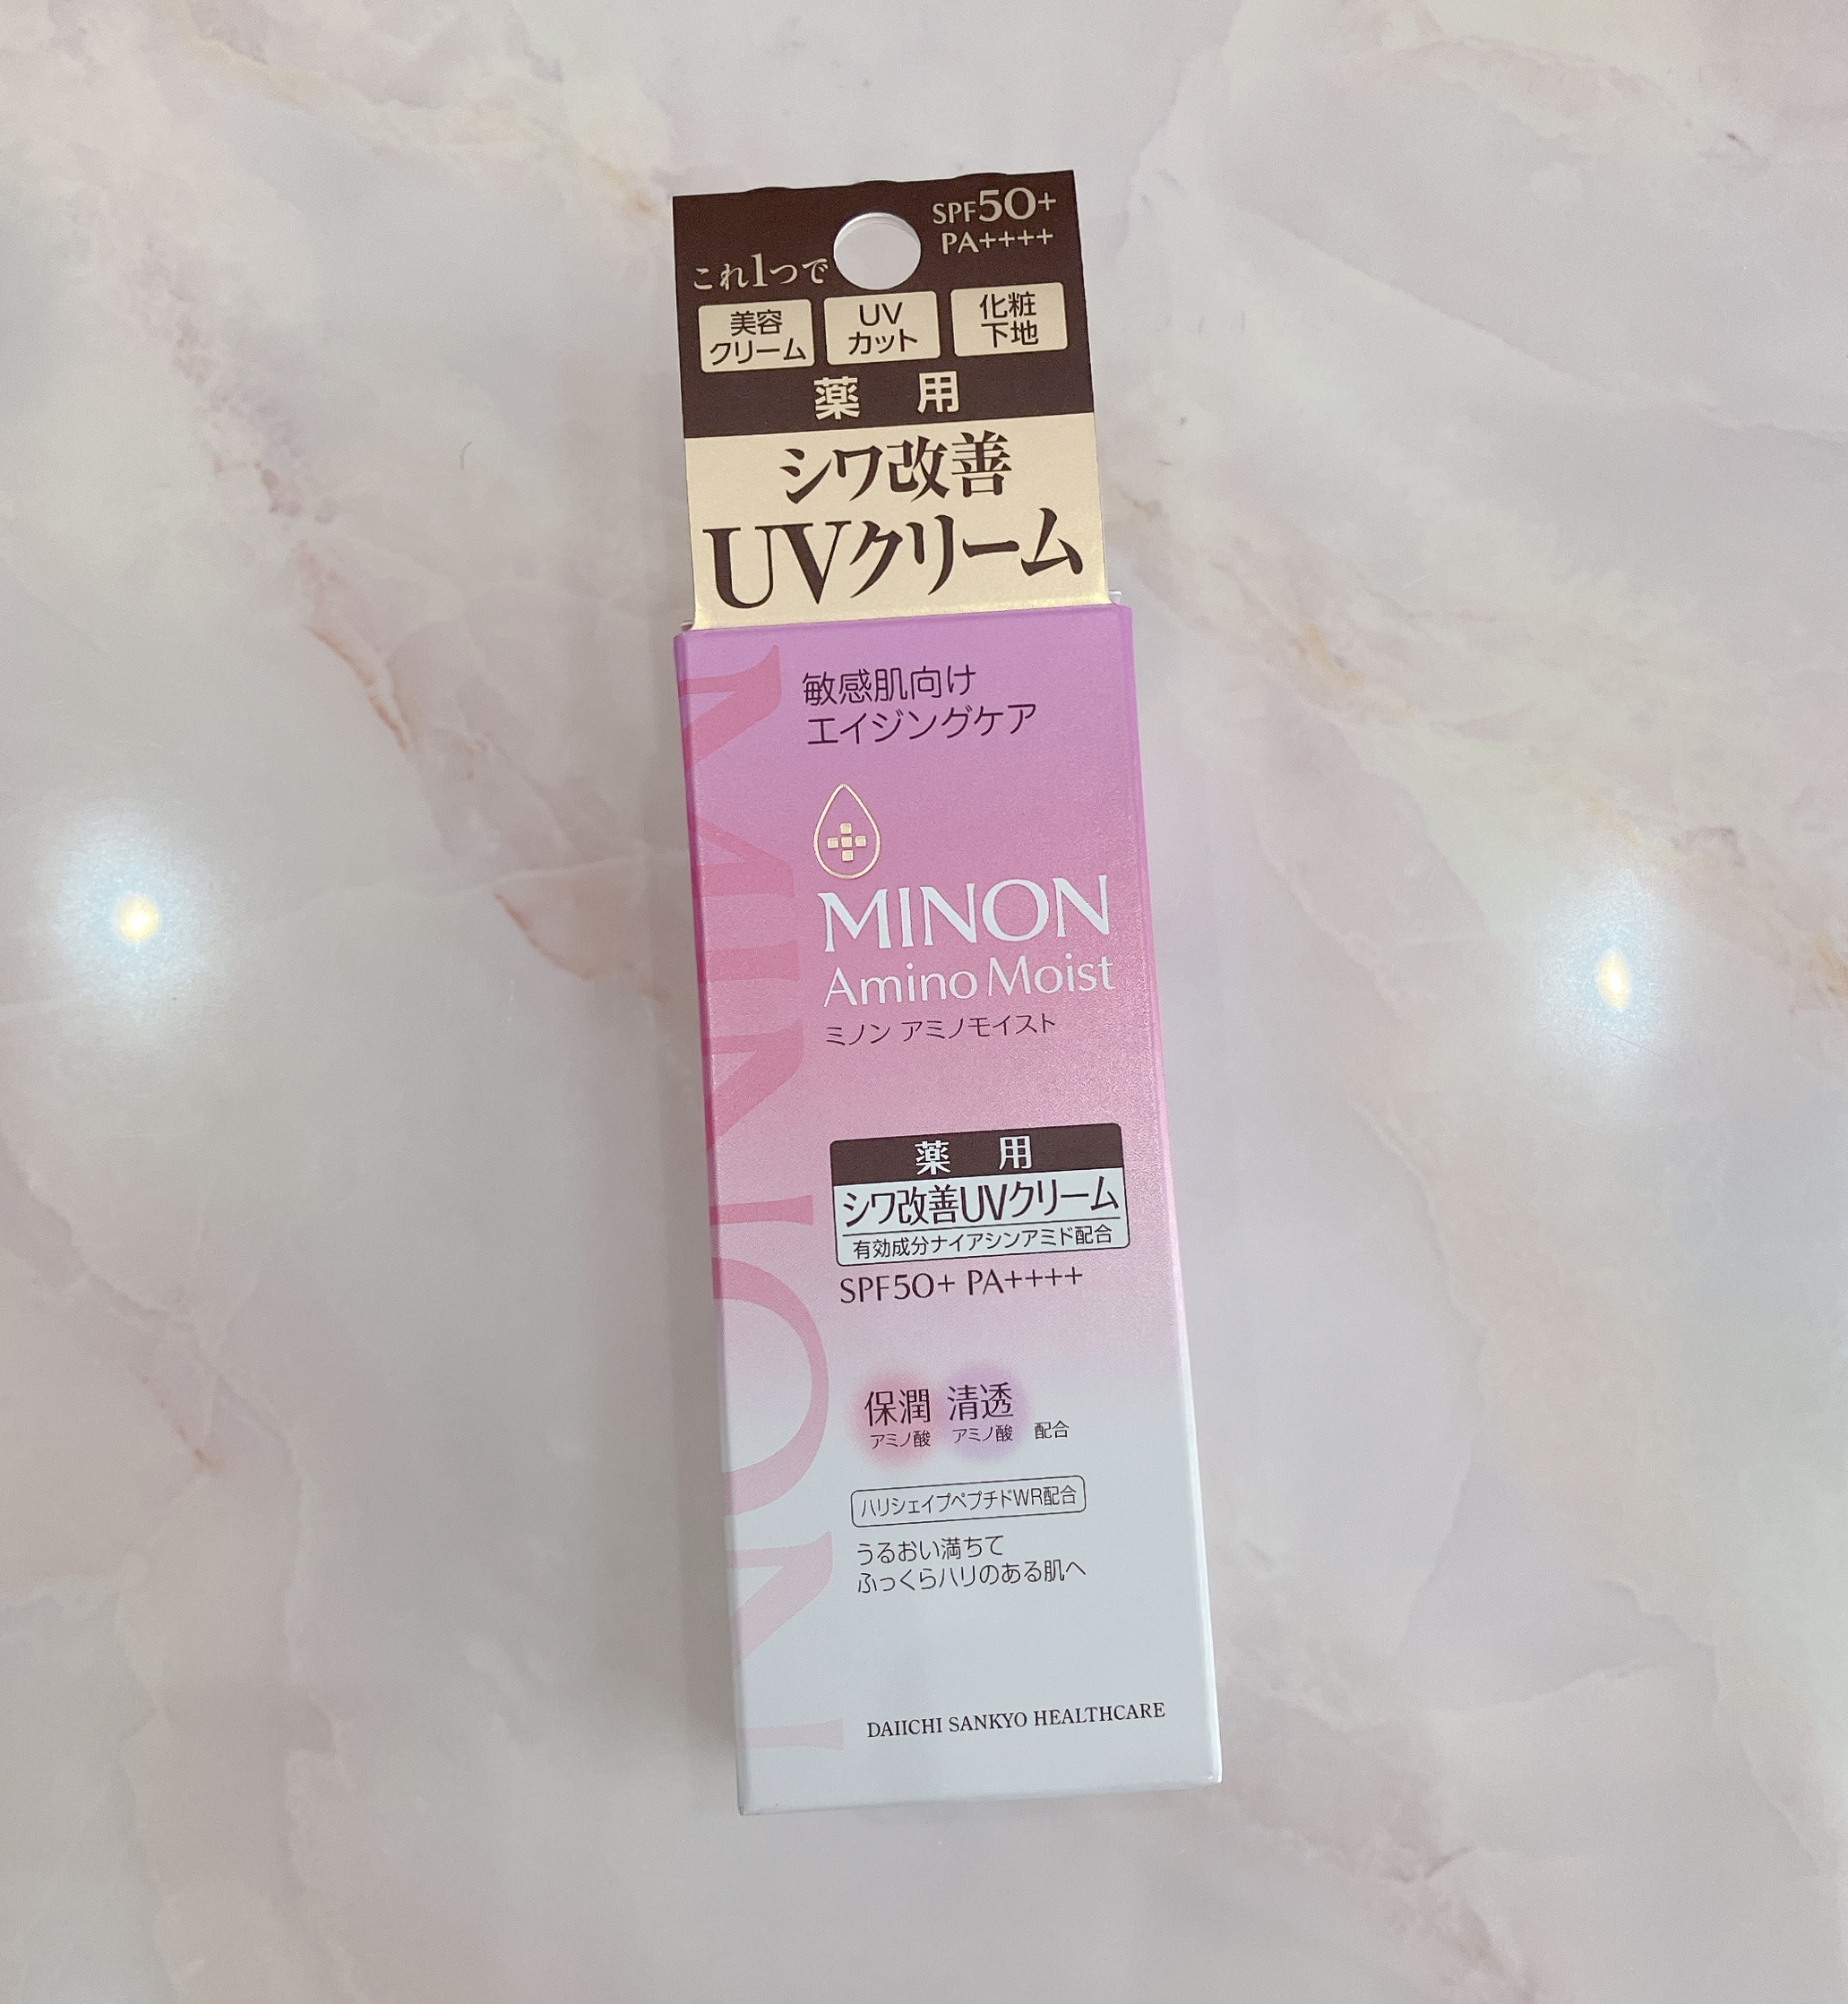 SPF50+
PA++++
これ1つで
美容
クリーム
UV
カット
化粧
下地
薬用
シワ改善
UVクリーム
敏感肌向け
エイジングケア
MINON
MINON
Amino Moist
ミノン アミノモイスト
薬用
シワ改善UVクリーム
有効成分ナイアシンアミド配合
SPF50+ PA++++
保潤 清透
アミノ酸 アミノ酸 配合
ハリシェイプペプチドWR配合
うるおい満ちて
ふっくらハリのある肌へ
DAIICHI SANKYO HEALTHCARE